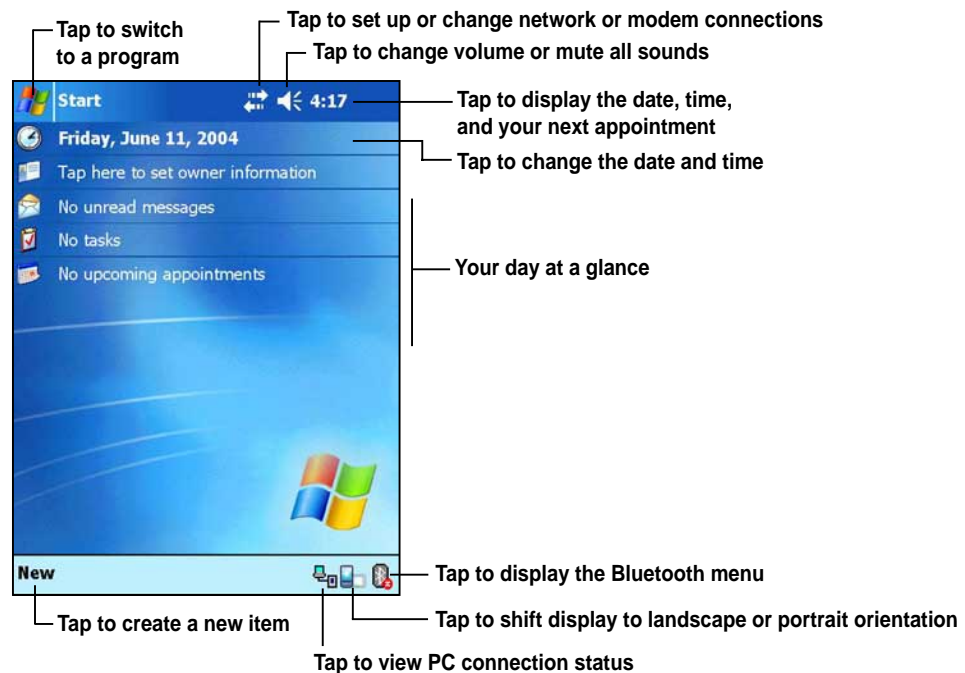 Tap to switch
to a program
Tap to set up or change network or modem connections
Tap to change volume or mute all sounds
Start
4:17
Tap to display the date, time,
and your next appointment
Friday, June 11, 2004
Tap to change the date and time
Tap here to set owner information
No unread messages
No tasks
No upcoming appointments
Your day at a glance
New
Tap to display the Bluetooth menu
Tap to create a new item
Tap to shift display to landscape or portrait orientation
Tap to view PC connection status